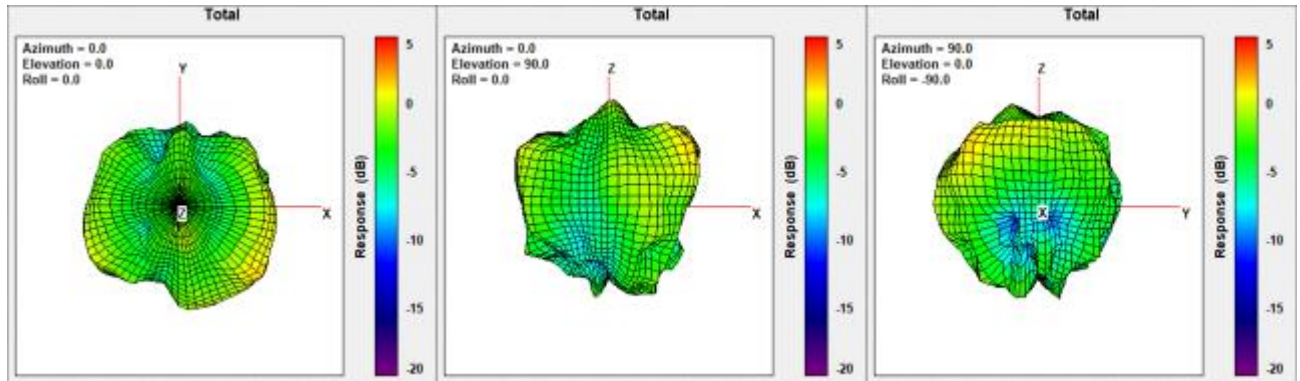 Total
Azimuth = 0.0
Elevation = 0.0
Roll = 0.0
Y
X
Z
5
0
-5
-10
-15
-20
Response (dB)
Total
Azimuth = 0.0
Elevation = 90.0
Roll = 0.0
Z
X
5
0
-5
-10
-15
-20
Response (dB)
Total
Azimuth = 90.0
Elevation = 0.0
Roll = -90.0
Z
X
Y
5
0
-5
-10
-15
-20
Response (dB)